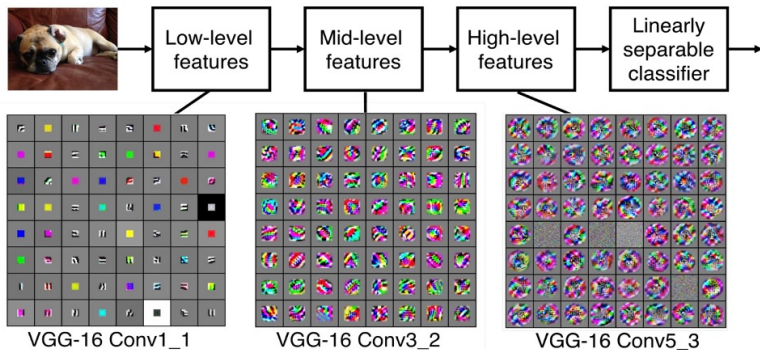 Low-level
features
Mid-level
features
High-level
features
Linearly
separable
classifier
VGG-16 Conv1_1
VGG-16 Conv3_2
VGG-16 Conv5_3